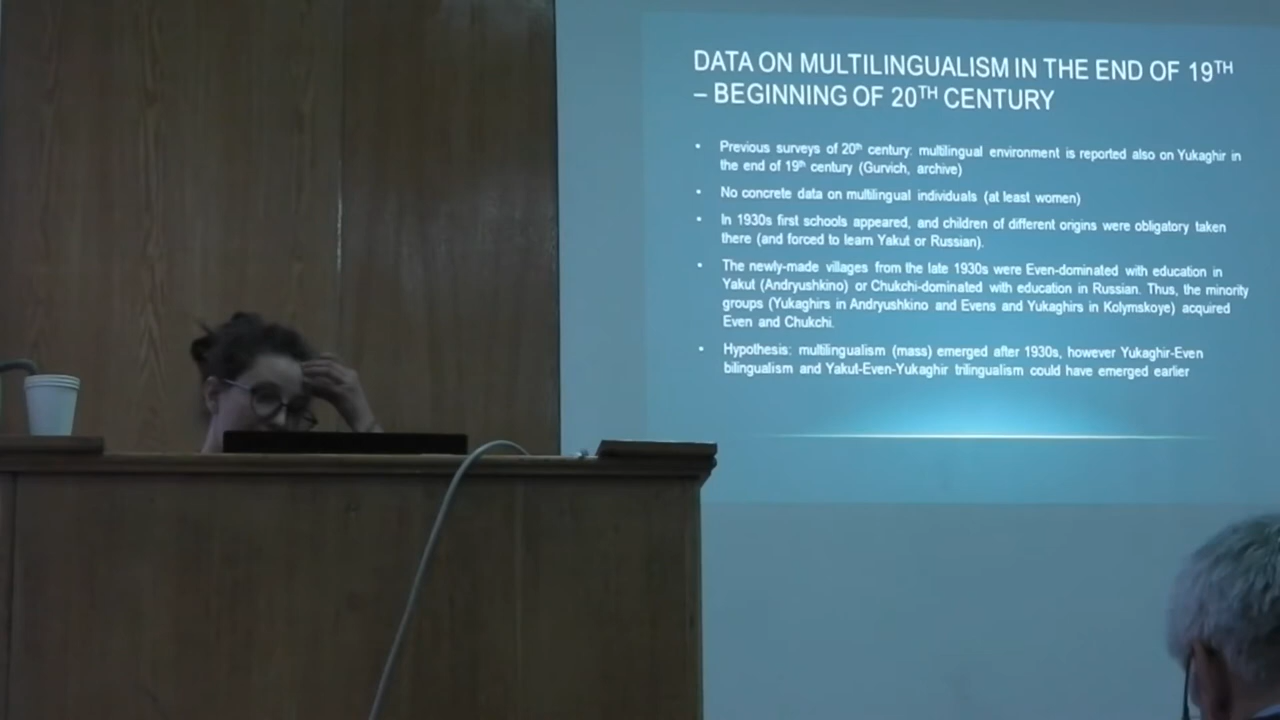 DATA ON MULTILINGUALISM IN THE END OF 19TH
– BEGINNING OF 20TH CENTURY
• Previous surveys of 20th century: multilingual environment is reported also on Yukaghir in
the end of 19th century (Gurvich, archive)
• No concrete data on multilingual individuals (at least women)
• In 1930s first schools appeared, and children of different origins were obligatory taken
there (and forced to learn Yakut or Russian).
• The newly-made villages from the late 1930s were Even-dominated with education in
Yakut (Andryushkino) or Chukchi-dominated with education in Russian. Thus, the minority
groups (Yukaghirs in Andryushkino and Evens and Yukaghirs in Kolymskoye) acquired
Even and Chukchi.
• Hypothesis: multilingualism (mass) emerged after 1930s, however Yukaghir-Even
bilingualism and Yakut-Even-Yukaghir trilingualism could have emerged earlier